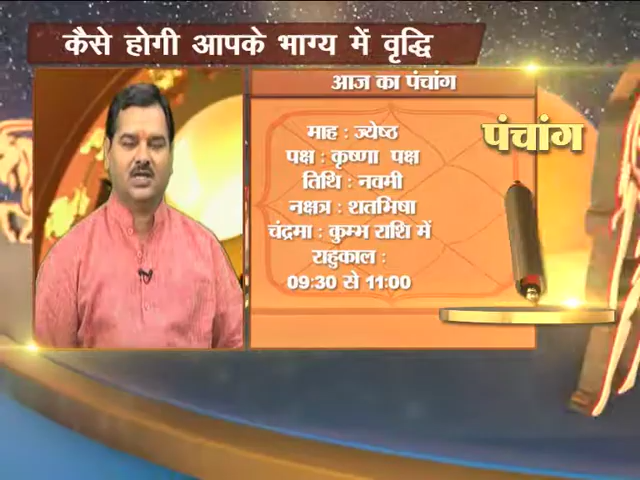 कैसे होगी आपके भाग्य में वृद्धि
आज का पंचांग
पंचांग
माह : ज्येष्ठ
पक्ष : कृष्णा पक्ष
तिथि : नवमी
नक्षत्र : शतभिषा
चंद्रमा : कुम्भ राशि में
राहुकाल :
09:30 से 11:00